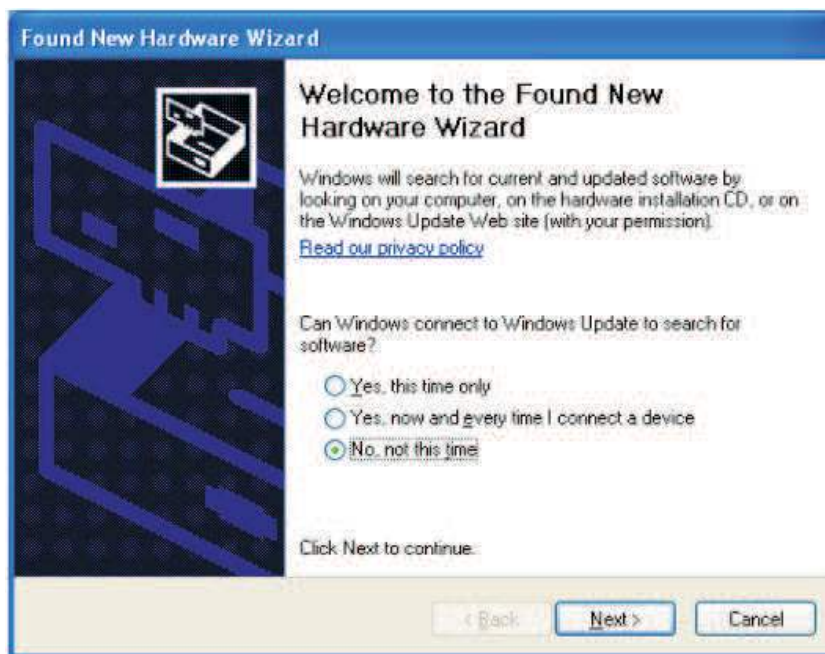 Found New Hardware Wizard
Welcome to the Found New
Hardware Wizard
Windows will search for current and updated software by
looking on your computer, on the hardware installation CD, or on
the Windows Update Web site (with your permission).
Read our privacy policy
Can Windows connect to Windows Update to search for
software?
Yes, this time only
Yes, now and every time I connect a device
No, not this time
Click Next to continue.
< Back
Next >
Cancel